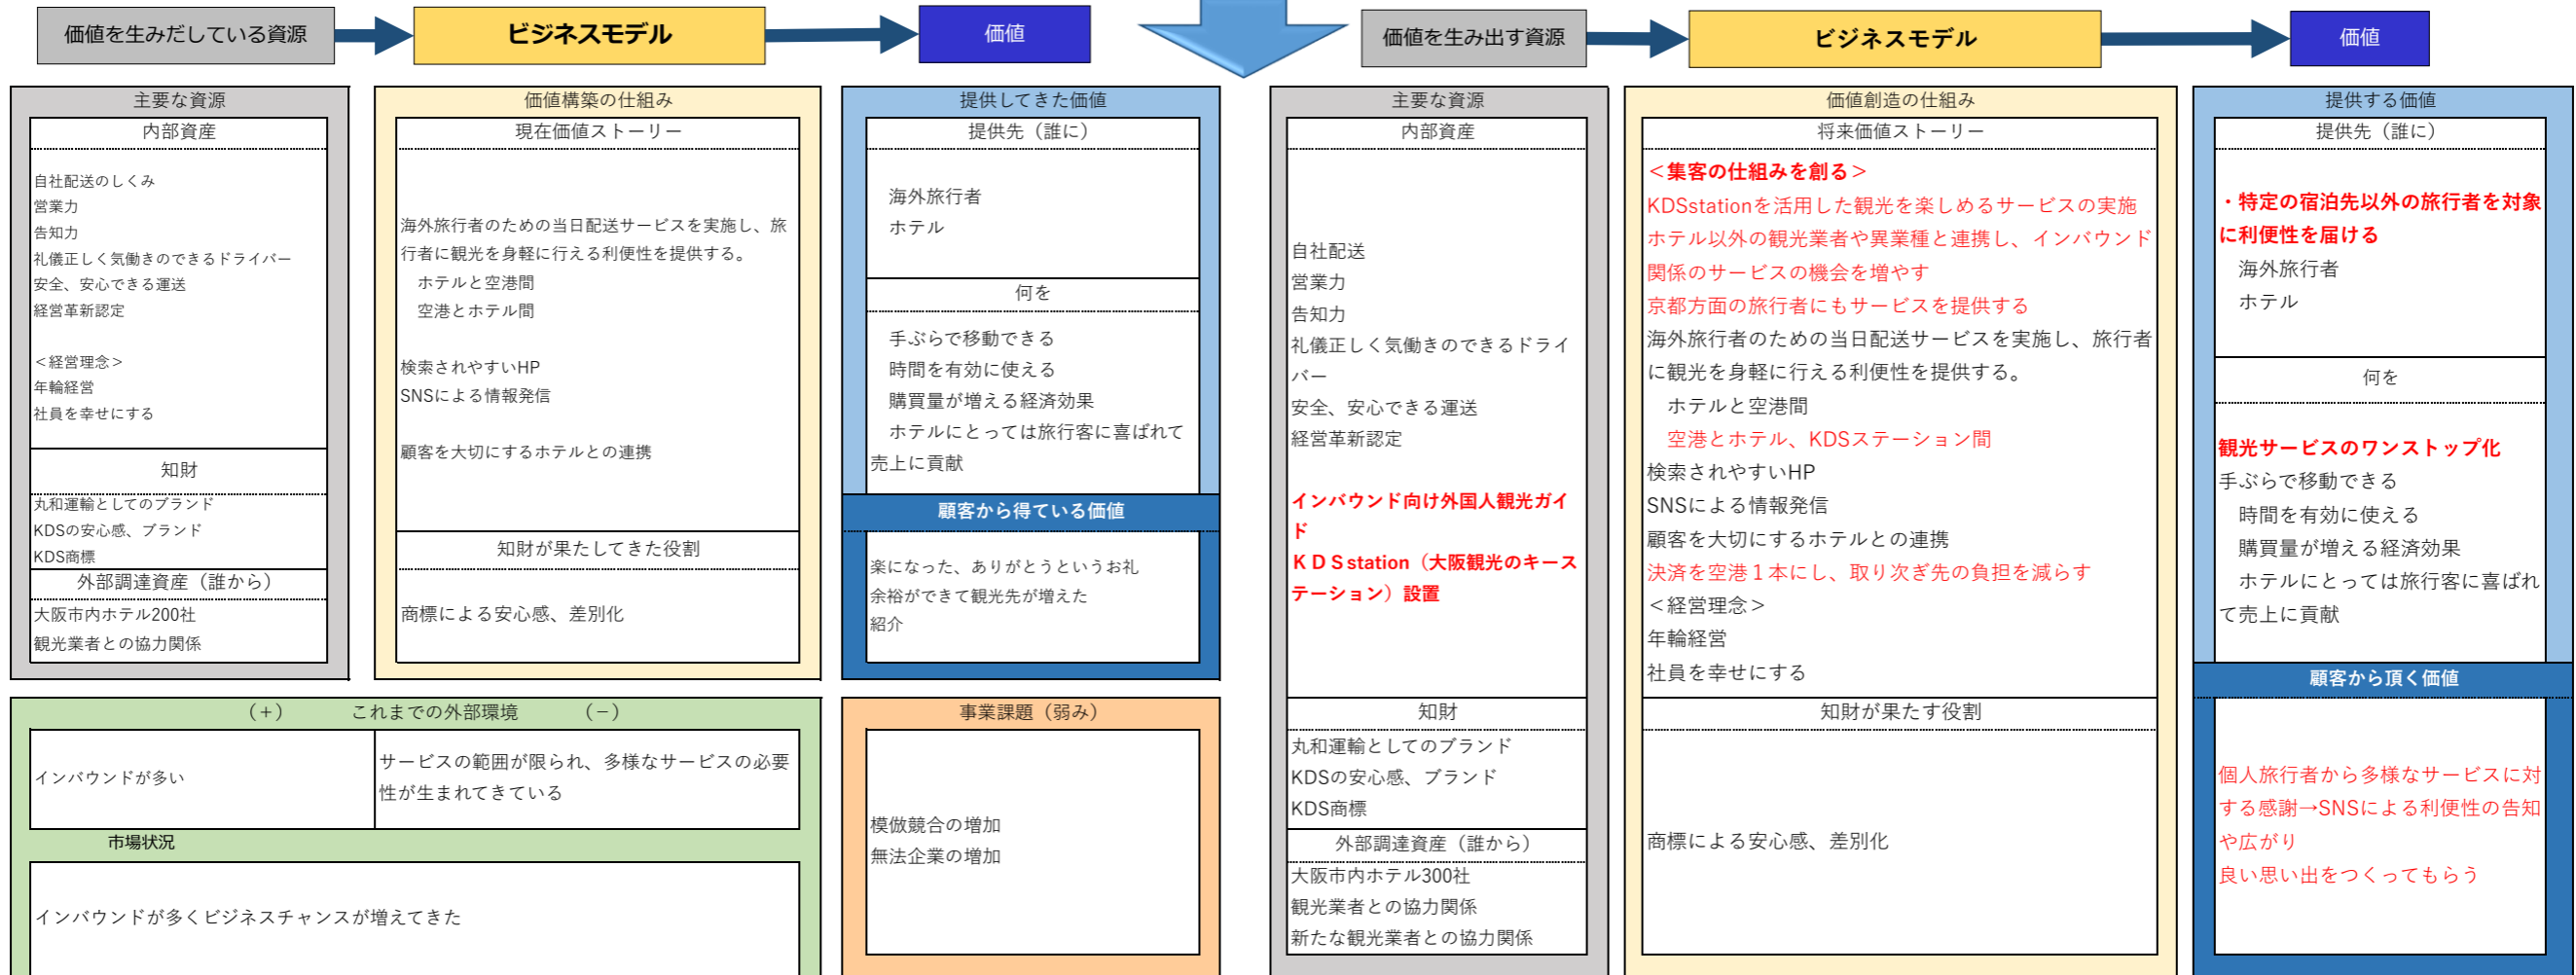 価値を生みだしている資源
ビジネスモデル
価値
主要な資源
内部資産
自社配送のしくみ
営業力
告知力
礼儀正しく気働きのできるドライバー
安全、安心できる運送
経営革新認定
＜経営理念＞
年輪経営
社員を幸せにする
知財
丸和運輸としてのブランド
KDSの安心感、ブランド
KDS商標
外部調達資産（誰から）
大阪市内ホテル200社
観光業者との協力関係
価値構築の仕組み
現在価値ストーリー
海外旅行者のための当日配送サービスを実施し、旅
行者に観光を身軽に行える利便性を提供する。
ホテルと空港間
空港とホテル間
検索されやすいHP
SNSによる情報発信
顧客を大切にするホテルとの連携
知財が果たしてきた役割
商標による安心感、差別化
提供してきた価値
提供先（誰に）
海外旅行者
ホテル
何を
手ぶらで移動できる
時間を有効に使える
購買量が増える経済効果
ホテルにとっては旅行客に喜ばれて
売上に貢献
顧客から得ている価値
楽になった、ありがとうというお礼
余裕ができて観光先が増えた
紹介
（+） これまでの外部環境 （−）
インバウンドが多い
サービスの範囲が限られ、多様なサービスの必要
性が生まれてきている
市場状況
インバウンドが多くビジネスチャンスが増えてきた
事業課題（弱み）
模倣競合の増加
無法企業の増加
価値を生み出す資源
ビジネスモデル
価値
主要な資源
内部資産
自社配送
営業力
告知力
礼儀正しく気働きのできるドライ
バー
安全、安心できる運送
経営革新認定
インバウンド向け外国人観光ガイ
ド
ＫＤＳstation（大阪観光のキース
テーション）設置
知財
丸和運輸としてのブランド
KDSの安心感、ブランド
KDS商標
外部調達資産（誰から）
大阪市内ホテル300社
観光業者との協力関係
新たな観光業者との協力関係
価値創造の仕組み
将来価値ストーリー
＜集客の仕組みを創る＞
KDSstationを活用した観光を楽しめるサービスの実施
ホテル以外の観光業者や異業種と連携し、インバウンド
関係のサービスの機会を増やす
京都方面の旅行者にもサービスを提供する
海外旅行者のための当日配送サービスを実施し、旅行者
に観光を身軽に行える利便性を提供する。
ホテルと空港間
空港とホテル、KDSステーション間
検索されやすいHP
SNSによる情報発信
顧客を大切にするホテルとの連携
決済を空港１本にし、取り次ぎ先の負担を減らす
＜経営理念＞
年輪経営
社員を幸せにする
知財が果たす役割
商標による安心感、差別化
提供する価値
提供先（誰に）
・特定の宿泊先以外の旅行者を対象
に利便性を届ける
海外旅行者
ホテル
何を
観光サービスのワンストップ化
手ぶらで移動できる
時間を有効に使える
購買量が増える経済効果
ホテルにとっては旅行客に喜ばれ
て売上に貢献
顧客から頂く価値
個人旅行者から多様なサービスに対
する感謝→SNSによる利便性の告知
や広がり
良い思い出をつくってもらう